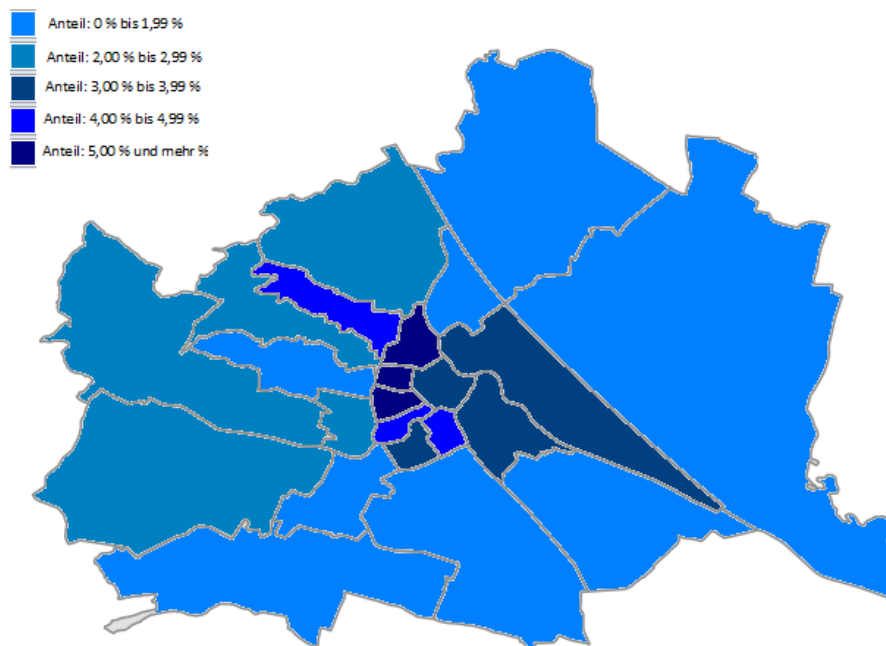 Anteil: 0 % bis 1,99 %
Anteil: 2,00 % bis 2,99 %
Anteil: 3,00 % bis 3,99 %
Anteil: 4,00 % bis 4,99 %
Anteil: 5,00 % und mehr %